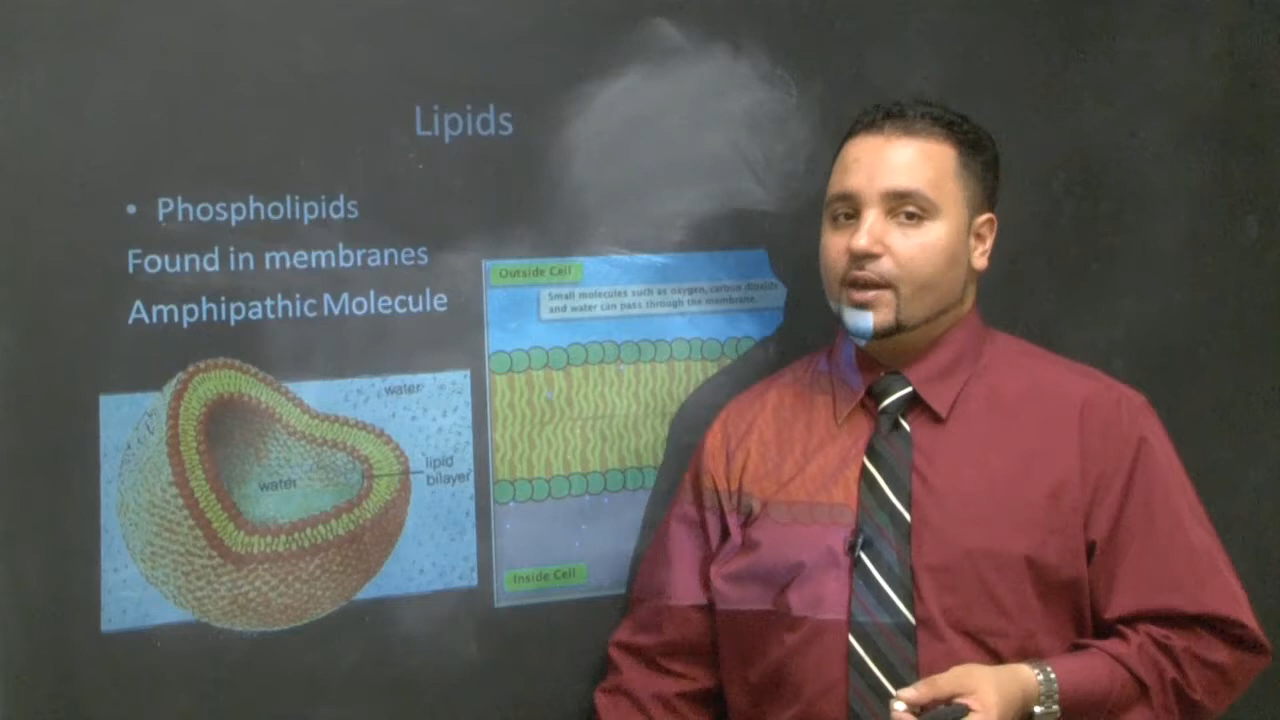 Lipids
• Phospholipids
Found in membranes
Amphipathic Molecule
Outside Cell
Small molecules such as oxygen, carbon dioxide
and water can pass through the membrane.
water
lipid
bilayer
water
Inside Cell